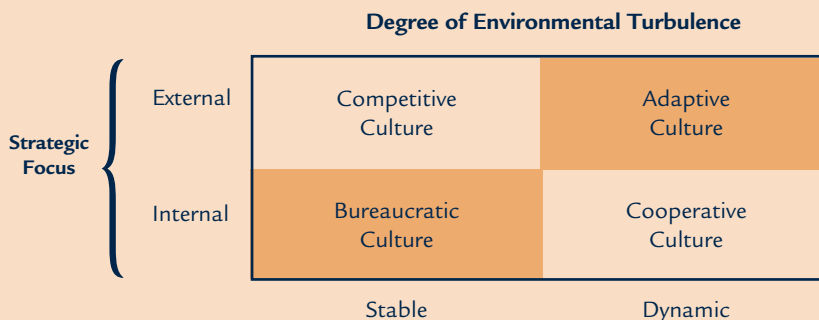 Degree of Environmental Turbulence
External
Competitive
Culture
Adaptive
Culture
Strategic
Focus
Internal
Bureaucratic
Culture
Cooperative
Culture
Stable
Dynamic